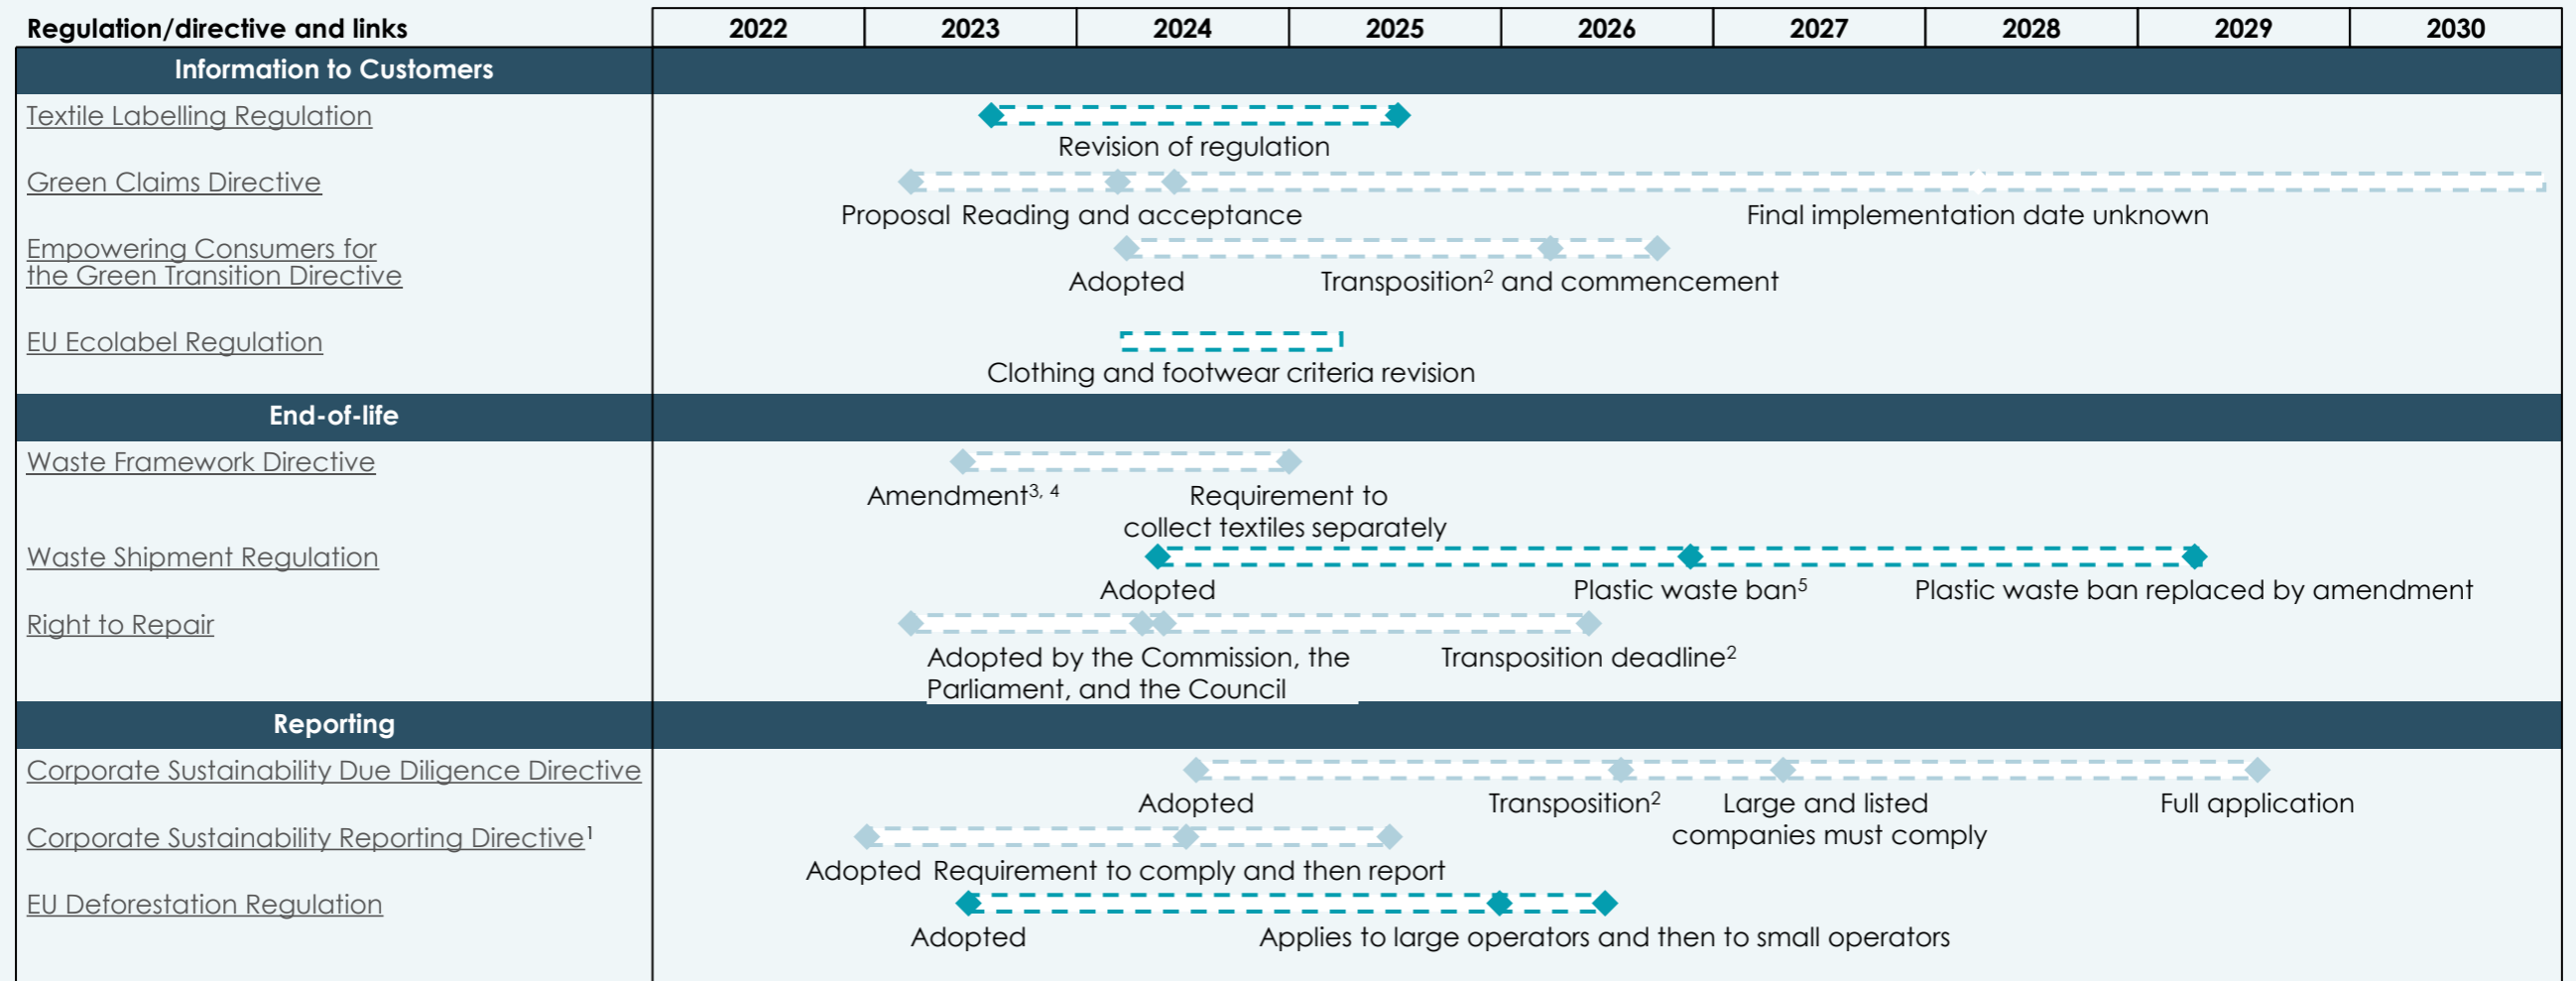 Regulation/directive and links 2022 2023 2024 2025 2026 2027 2028 2029 2030
Information to Customers
Textile Labelling Regulation
Revision of regulation
Green Claims Directive
Proposal Reading and acceptance Final implementation date unknown
Empowering Consumers for
the Green Transition Directive
Adopted Transposition² and commencement
EU Ecolabel Regulation
Clothing and footwear criteria revision
End-of-life
Waste Framework Directive
Amendment³, ⁴ Requirement to
collect textiles separately
Waste Shipment Regulation
Adopted Plastic waste ban⁵ Plastic waste ban replaced by amendment
Right to Repair
Adopted by the Commission, the Transposition deadline²
Parliament, and the Council
Reporting
Corporate Sustainability Due Diligence Directive
Adopted Transposition² Large and listed Full application
companies must comply
Corporate Sustainability Reporting Directive¹
Adopted Requirement to comply and then report
EU Deforestation Regulation
Adopted Applies to large operators and then to small operators